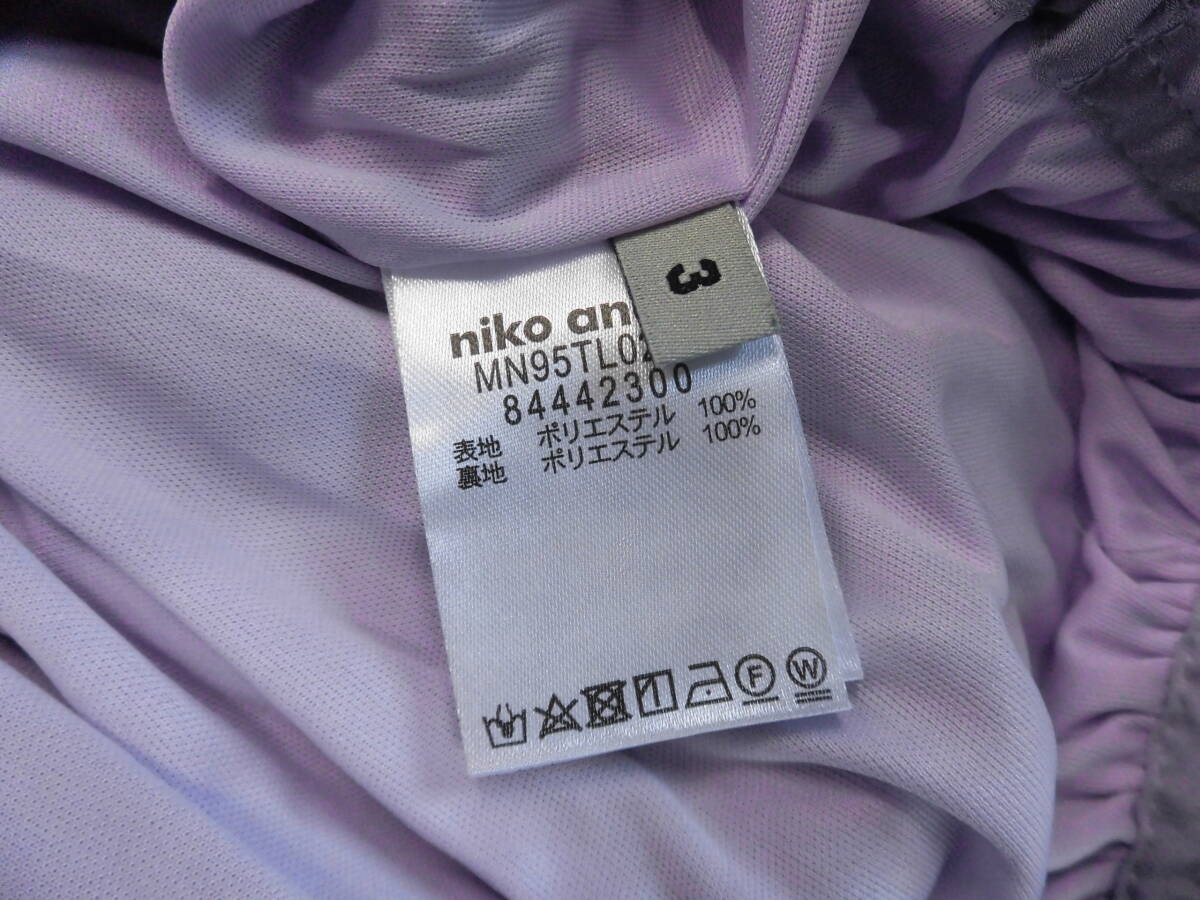 3
niko an
MN95TL02
84442300
表地 ポリエステル 100%
裏地 ポリエステル 100%
F W